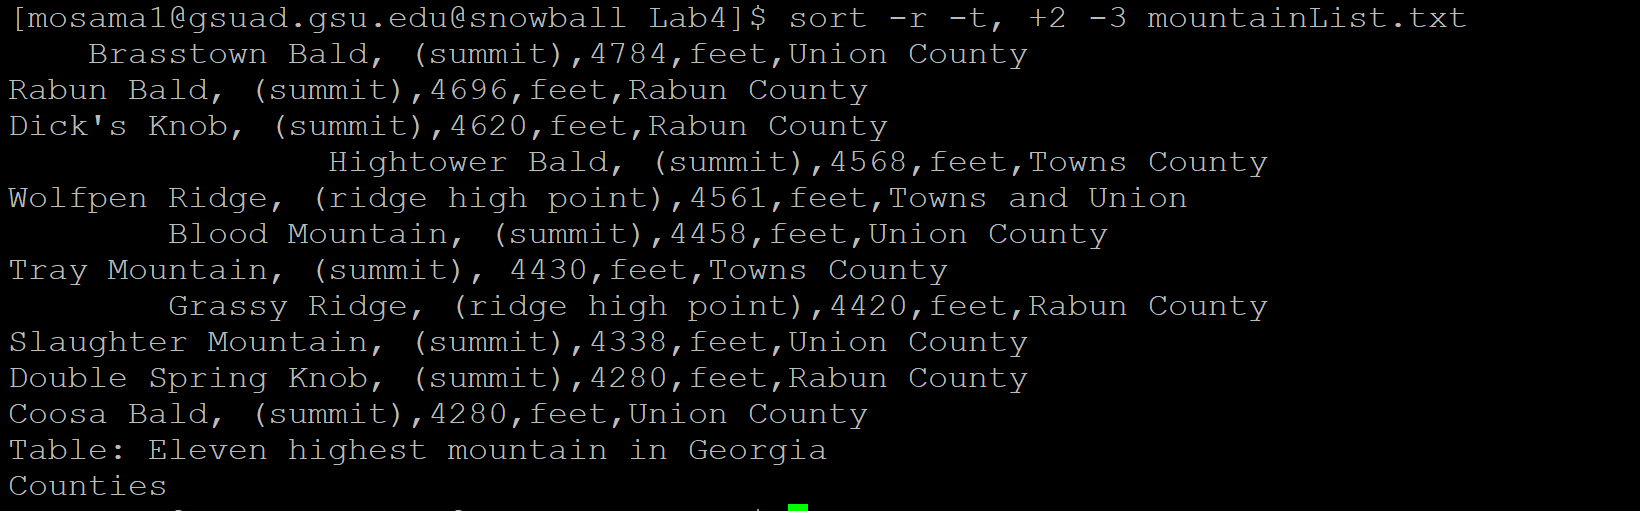 [mosama1@gsuad.gsu.edu@snowball Lab4]$ sort -r -t, +2 -3 mountainList.txt
    Brasstown Bald, (summit),4784,feet,Union County
Rabun Bald, (summit),4696,feet,Rabun County
Dick's Knob, (summit),4620,feet,Rabun County
                Hightower Bald, (summit),4568,feet,Towns County
Wolfpen Ridge, (ridge high point),4561,feet,Towns and Union
        Blood Mountain, (summit),4458,feet,Union County
Tray Mountain, (summit), 4430,feet,Towns County
        Grassy Ridge, (ridge high point),4420,feet,Rabun County
Slaughter Mountain, (summit),4338,feet,Union County
Double Spring Knob, (summit),4280,feet,Rabun County
Coosa Bald, (summit),4280,feet,Union County
Table: Eleven highest mountain in Georgia
Counties